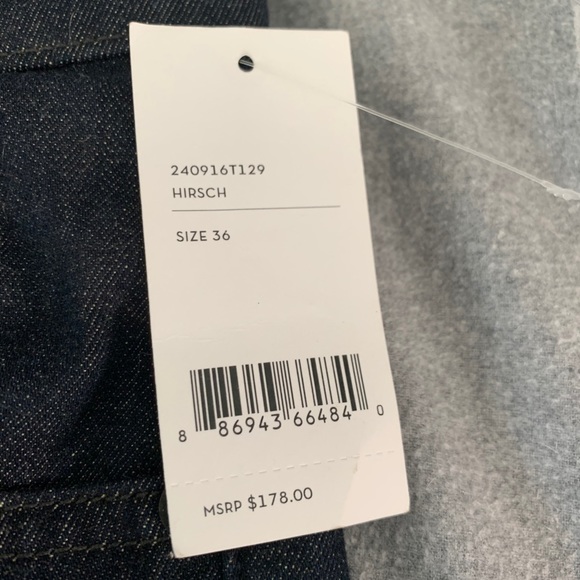 240916T129
HIRSCH
SIZE 36
8 86943 66484 0
MSRP $178.00